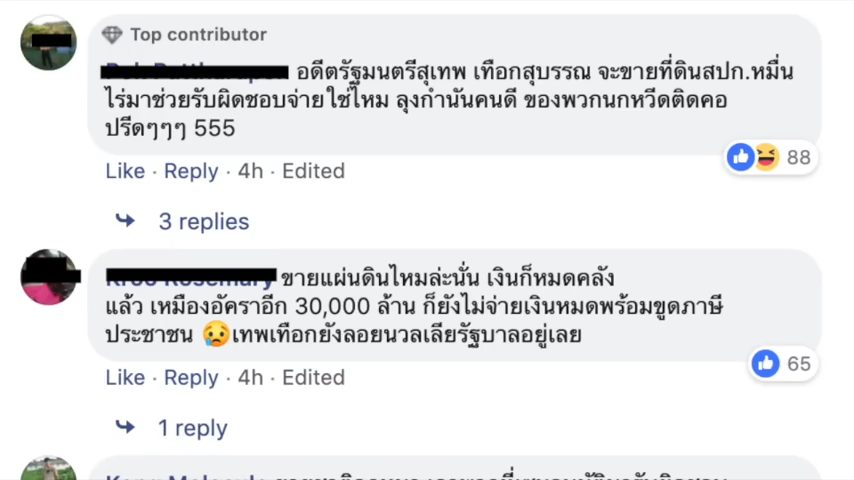 Top contributor
อดีตรัฐมนตรีสุเทพ เทือกสุบรรณ จะขายที่ดินสปก.หมื่น
ไร่มาช่วยรับผิดชอบจ่ายใช่ไหม ลุงกำนันคนดี ของพวกนกหวีดติดคอ
ปรี๊ดๆๆๆ 555
88
Like · Reply · 4h · Edited
3 replies
ขายแผ่นดินไหมล่ะนั่น เงินก็หมดคลัง
แล้ว เหมืองอัคราอีก 30,000 ล้าน ก็ยังไม่จ่ายเงินหมดพร้อมขูดภาษี
ประชาชน 😢เทพเทือกยังลอยนวลเลียรัฐบาลอยู่เลย
65
Like · Reply · 4h · Edited
1 reply